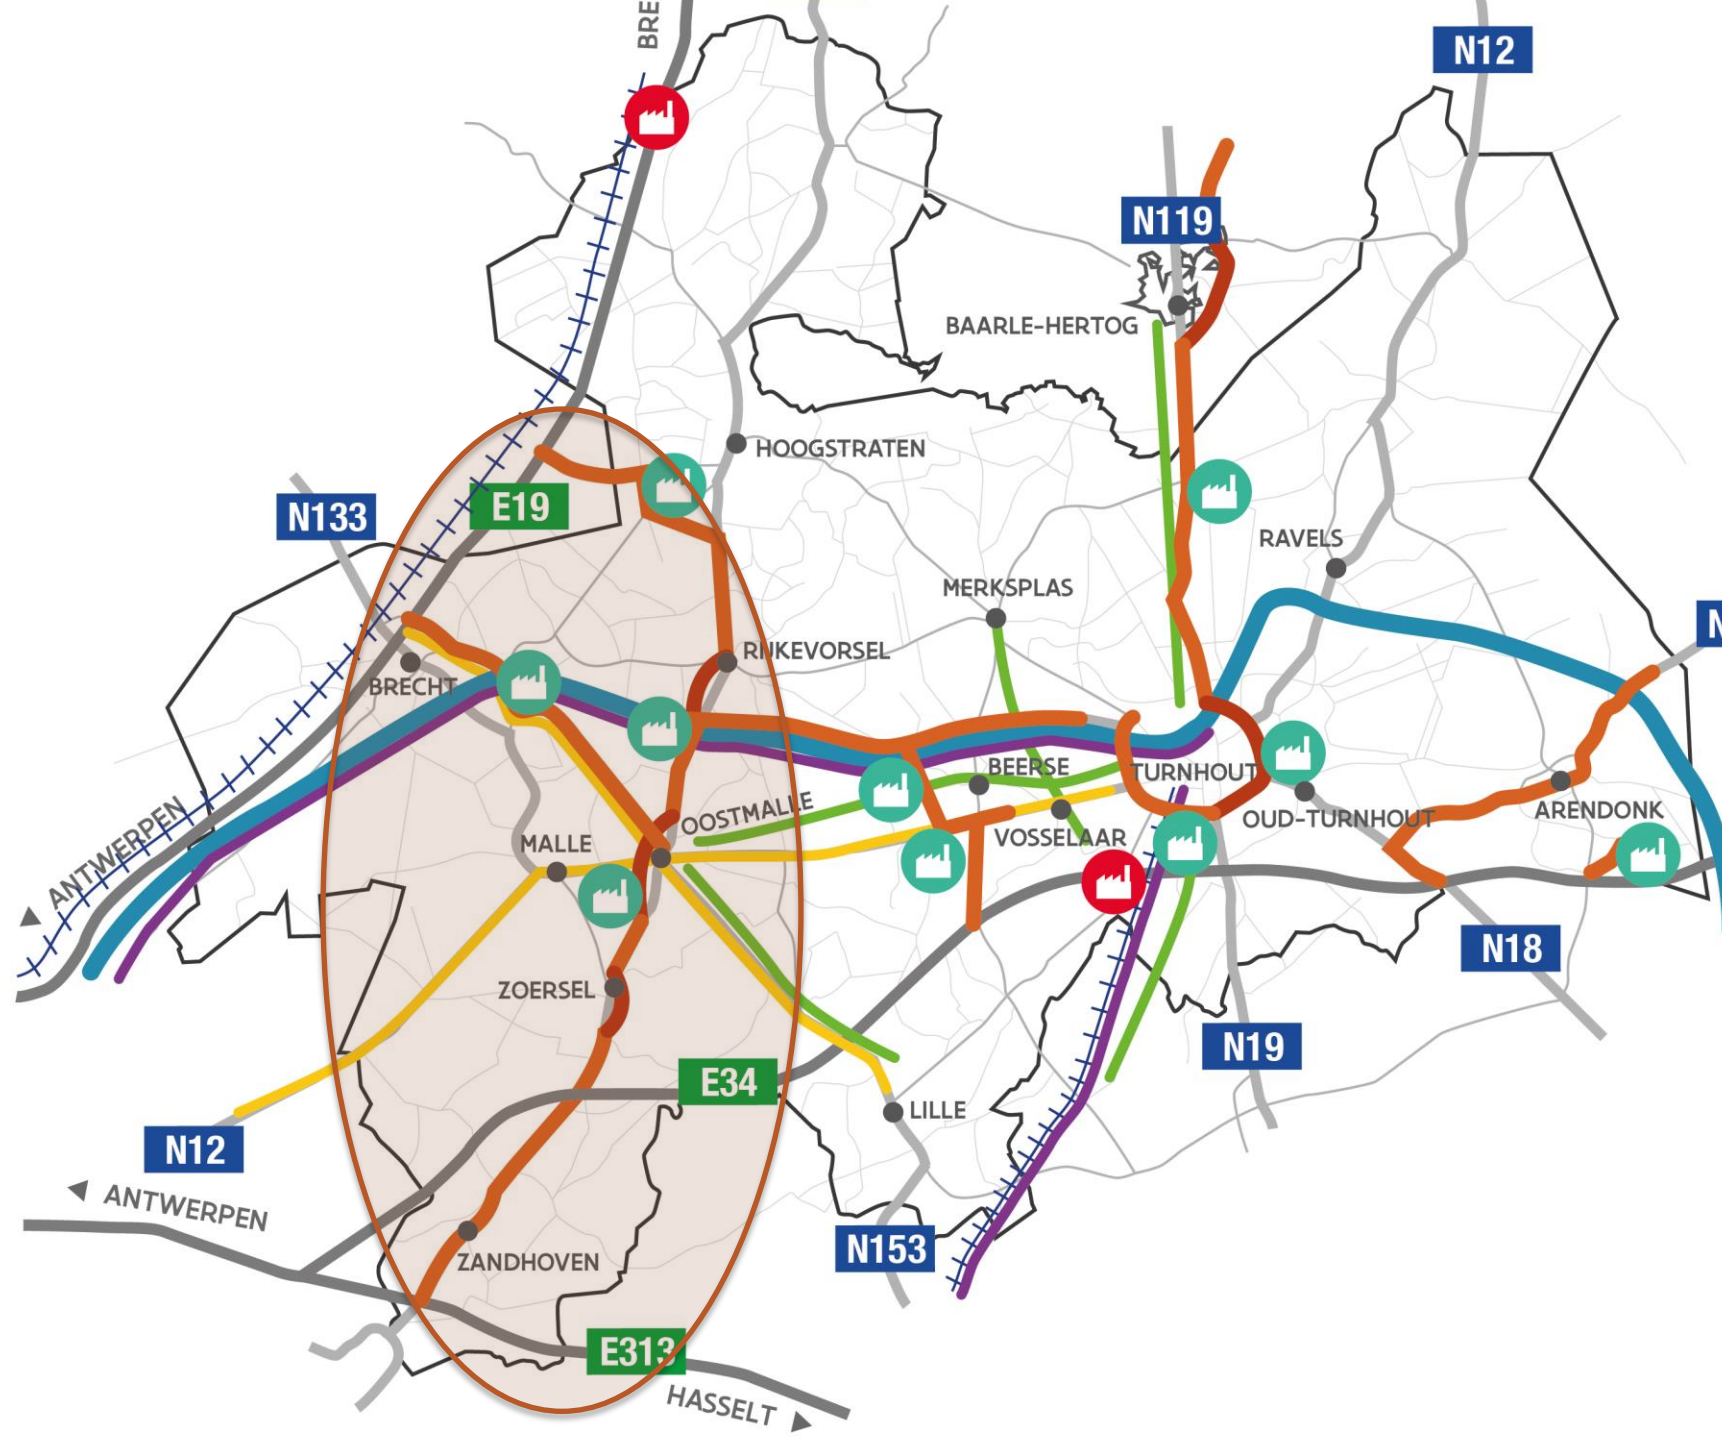 BRE
N12
N119
BAARLE-HERTOG
HOOGSTRATEN
E19
N133
RAVELS
MERKSPLAS
N
RIJKEVORSEL
BRECHT
BEERSE
TURNHOUT
OOSTMALLE
VOSSELAAR
OUD-TURNHOUT
ARENDONK
ANTWERPEN
MALLE
N18
ZOERSEL
N19
E34
LILLE
N12
ANTWERPEN
N153
ZANDHOVEN
E313
HASSELT